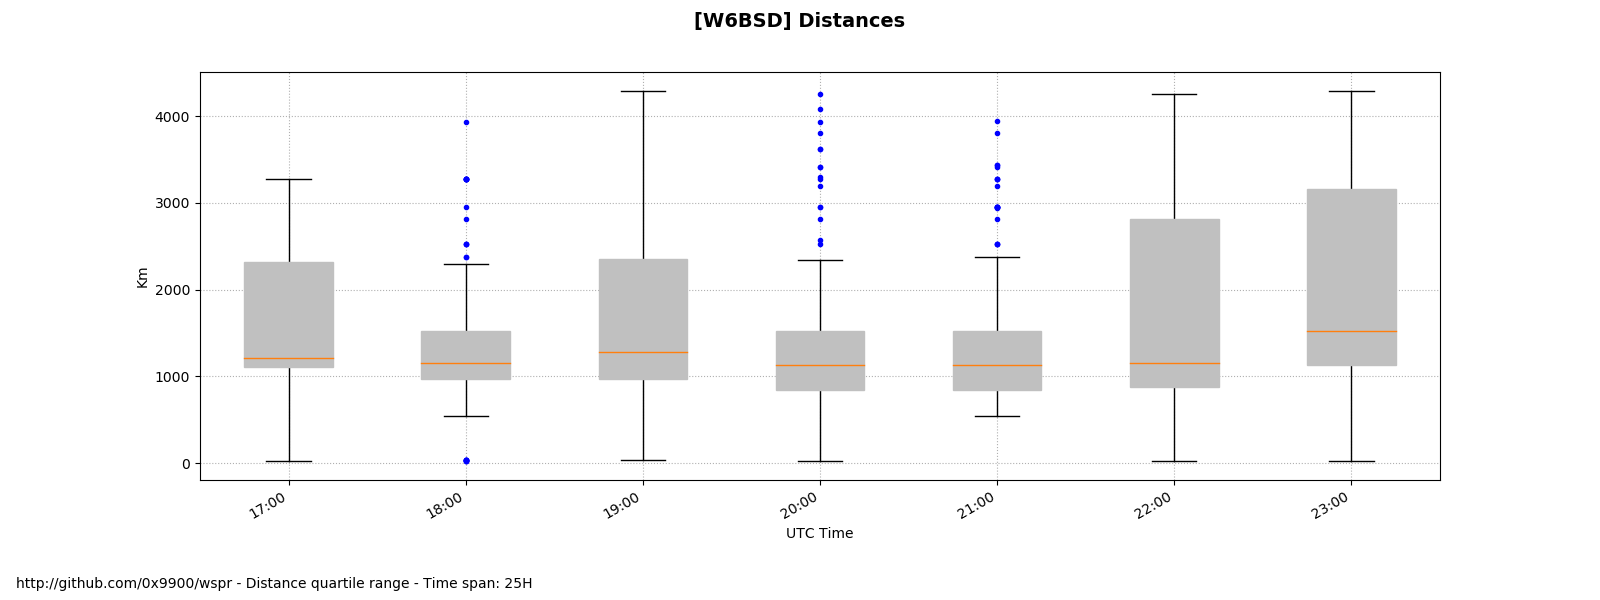 [W6BSD] Distances
Km
4000
3000
2000
1000
0
17:00 18:00 19:00 20:00 21:00 22:00 23:00
UTC Time
http://github.com/0x9900/wspr - Distance quartile range - Time span: 25H